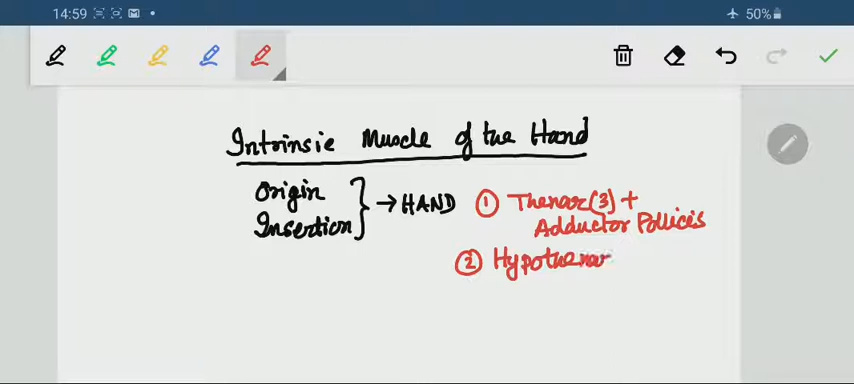 14:59
50%
Intrinsic Muscle of the Hand
Origin
Insertion
→ HAND
① Thenar(3) +
Adductor Pollicis
② Hypothenar